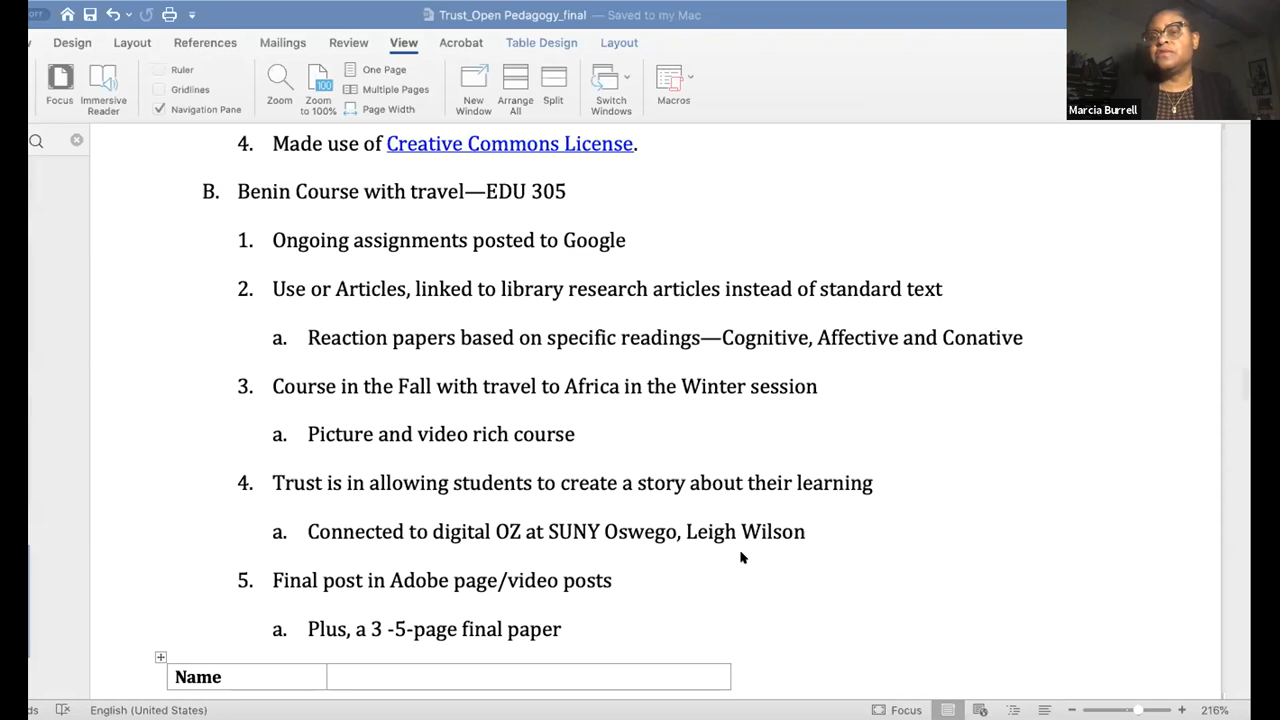 Trust_Open Pedagogy_final — Saved to my Mac
Design Layout References Mailings Review View Acrobat Table Design Layout
Focus
Immersive Reader
Ruler
Gridlines
Navigation Pane
Zoom
Zoom to 100%
One Page
Multiple Pages
Page Width
New Window
Arrange All
Split
Switch Windows
Macros
Marcia Burrell
4. Made use of Creative Commons License.
B. Benin Course with travel—EDU 305
1. Ongoing assignments posted to Google
2. Use or Articles, linked to library research articles instead of standard text
a. Reaction papers based on specific readings—Cognitive, Affective and Conative
3. Course in the Fall with travel to Africa in the Winter session
a. Picture and video rich course
4. Trust is in allowing students to create a story about their learning
a. Connected to digital OZ at SUNY Oswego, Leigh Wilson
5. Final post in Adobe page/video posts
a. Plus, a 3 -5-page final paper
Name
English (United States) Focus 216%